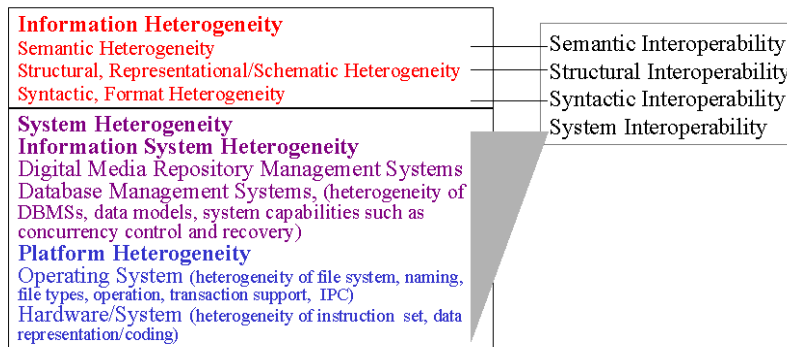 Information Heterogeneity
Semantic Heterogeneity
Structural, Representational/Schematic Heterogeneity
Syntactic, Format Heterogeneity
System Heterogeneity
Information System Heterogeneity
Digital Media Repository Management Systems
Database Management Systems, (heterogeneity of
DBMSs, data models, system capabilities such as
concurrency control and recovery)
Platform Heterogeneity
Operating System (heterogeneity of file system, naming,
file types, operation, transaction support, IPC)
Hardware/System (heterogeneity of instruction set, data
representation/coding)
Semantic Interoperability
Structural Interoperability
Syntactic Interoperability
System Interoperability